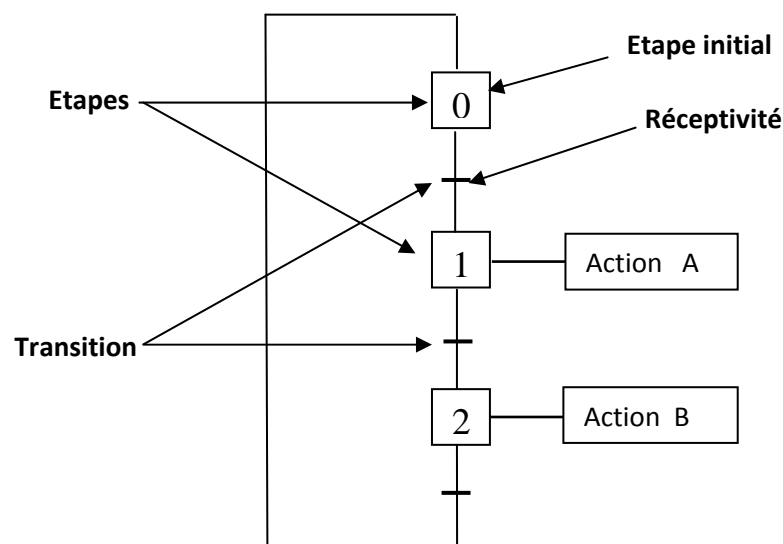 Etape initial
Etapes
0
Réceptivité
1
Action A
Transition
2
Action B